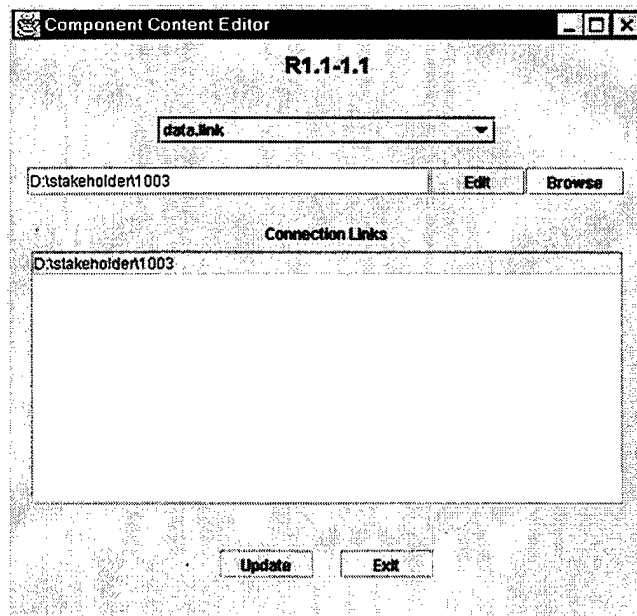 Component Content Editor
R1.1-1.1
data.link
D:\stakeholder\1003 Edit Browse
Connection Links
D:\stakeholder\1003
Update Exit